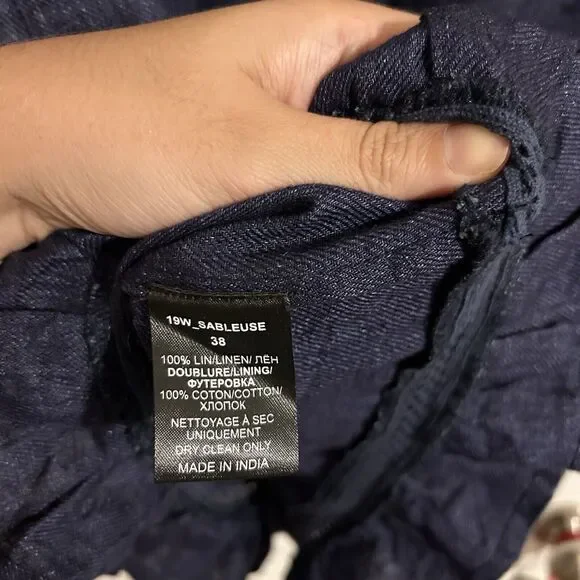 19W_SABLEUSE
38
100% LIN/LINEN/ ЛЁН
DOUBLURE/LINING/
ФУТЕРОВКА
100% COTON/COTTON/
ХЛОПОК
NETTOYAGE À SEC
UNIQUEMENT
DRY CLEAN ONLY
MADE IN INDIA